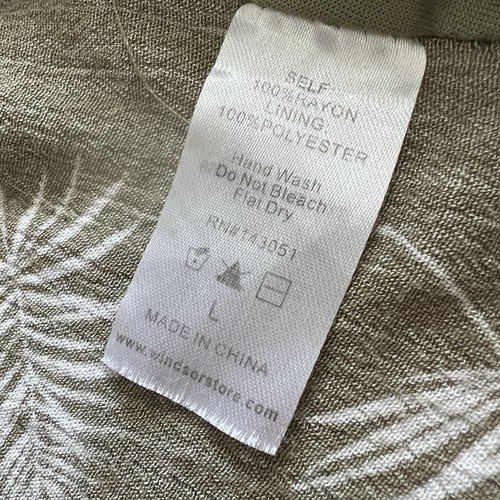 SELF:
100%RAYON
LINING:
100%POLYESTER
Hand Wash
Do Not Bleach
Flat Dry
RN#143051
L
MADE IN CHINA
www.windsorstore.com